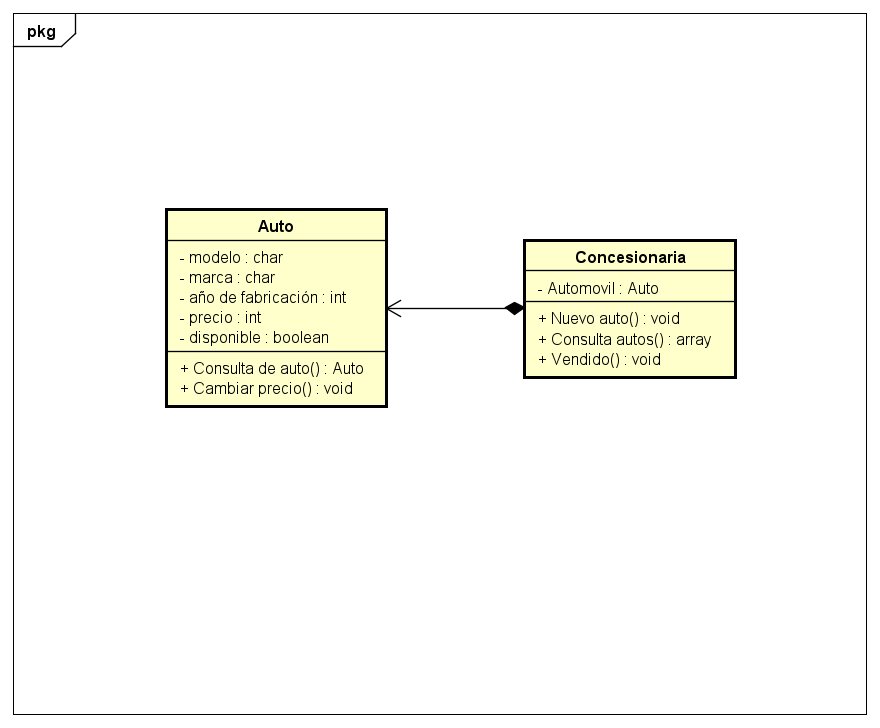 pkg
Auto
- modelo : char
- marca : char
- año de fabricación : int
- precio : int
- disponible : boolean
+ Consulta de auto() : Auto
+ Cambiar precio() : void
Concesionaria
- Automovil : Auto
+ Nuevo auto() : void
+ Consulta autos() : array
+ Vendido() : void